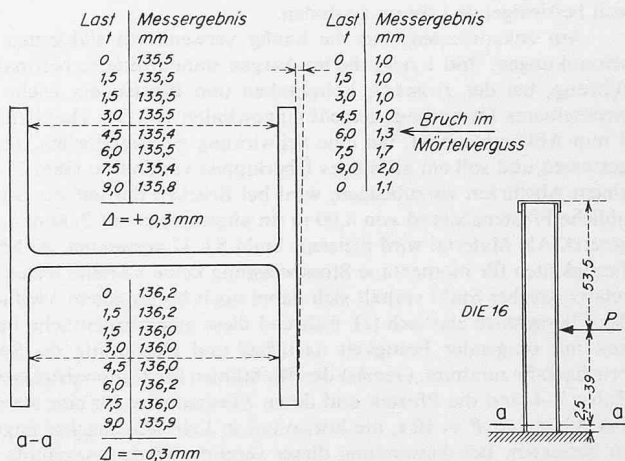 Last Messergebnis
mm
0 135,5
1,5 135,5
1,5 135,5
3,0 135,5
4,5 135,4
6,0 135,5
7,5 135,4
9,0 135,8
Δ = + 0,3 mm
Last Messergebnis
mm
0 1,0
1,5 1,0
3,0 1,0
4,5 1,0
6,0 1,3
7,5 1,7
9,0 2,0
0 1,1
Bruch im
Mörtelverguss
0 136,2
1,5 136,2
1,5 136,0
3,0 136,0
4,5 136,0
6,0 136,2
7,5 136,0
9,0 135,9
Δ = − 0,3 mm
a-a
DIE 16
53,5
P
39,0
2,5
a a